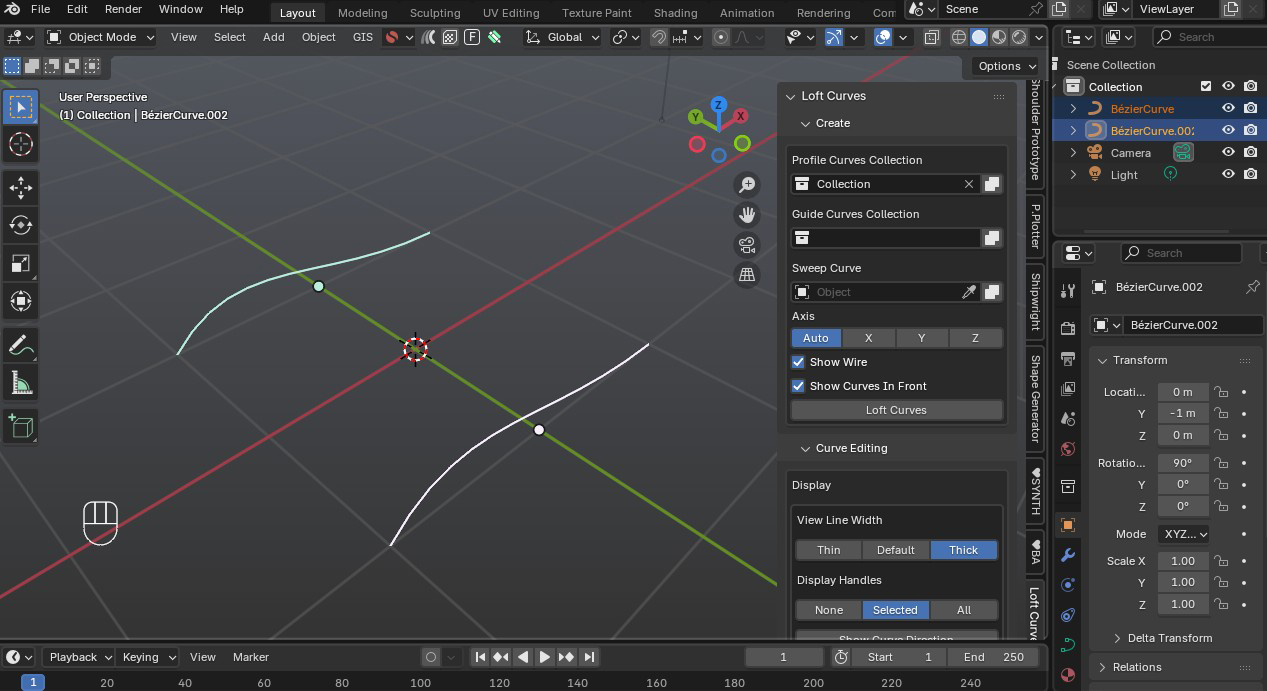 File Edit Render Window Help Layout Modeling Sculpting UV Editing Texture Paint Shading Animation Rendering Com Scene ViewLayer
Object Mode View Select Add Object GIS Global Search
Options
User Perspective
(1) Collection | BézierCurve.002
Z
Y
X
Loft Curves
Create
Profile Curves Collection
Collection
Guide Curves Collection
Sweep Curve
Object
Axis
Auto X Y Z
Show Wire
Show Curves In Front
Loft Curves
Curve Editing
Display
View Line Width
Thin Default Thick
Display Handles
None Selected All
Show Curve Direction
Shoulder Prototype
P.Plotter
Shipwright
Shape Generator
♥SYNTH
♥BA
Loft Curve
Scene Collection
Collection
BézierCurve
BézierCurve.002
Camera
Light
Search
BézierCurve.002
BézierCurve.002
Transform
Locati... 0 m
Y -1 m
Z 0 m
Rotatio... 90°
Y 0°
Z 0°
Mode XYZ...
Scale X 1.00
Y 1.00
Z 1.00
Delta Transform
Relations
Playback Keying View Marker 1 Start 1 End 250
1 20 40 60 80 100 120 140 160 180 200 220 240